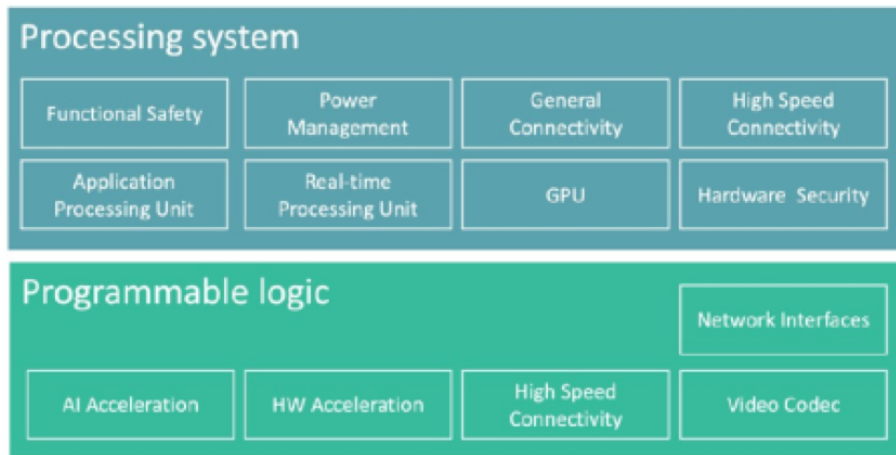 Processing system
Functional Safety
Power
Management
General
Connectivity
High Speed
Connectivity
Application
Processing Unit
Real-time
Processing Unit
GPU
Hardware Security
Programmable logic
Network Interfaces
AI Acceleration
HW Acceleration
High Speed
Connectivity
Video Codec